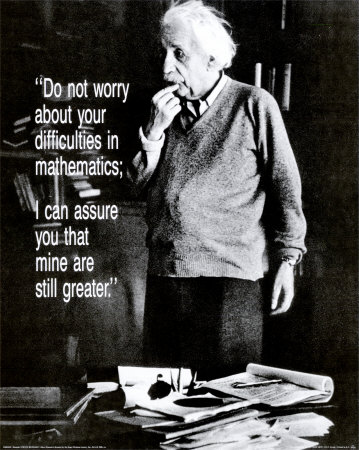 “Do not worry
about your
difficulties in
mathematics;
I can assure
you that
mine are
still greater.”